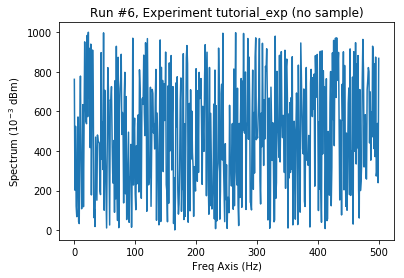 Run #6, Experiment tutorial_exp (no sample)
Spectrum (10⁻³ dBm)
1000
800
600
400
200
0
0 100 200 300 400 500
Freq Axis (Hz)